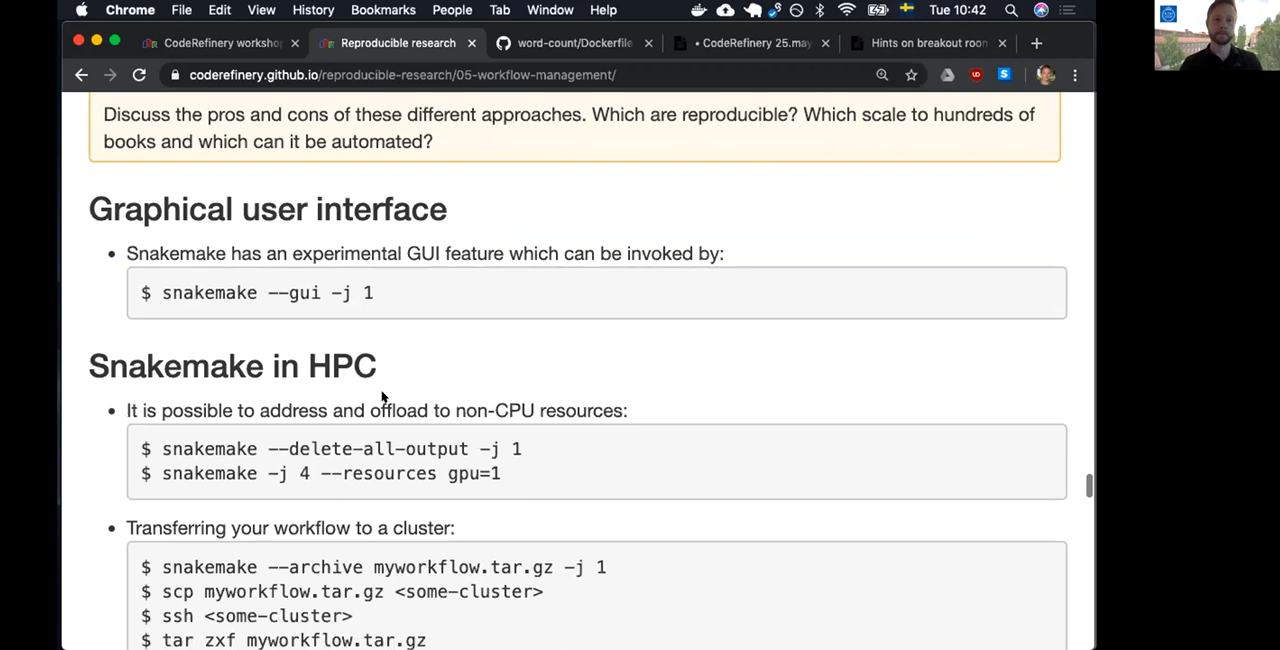 Chrome File Edit View History Bookmarks People Tab Window Help Tue 10:42
CodeRefinery worksho Reproducible research word-count/Dockerfile • CodeRefinery 25.may Hints on breakout room
coderefinery.github.io/reproducible-research/05-workflow-management/
Discuss the pros and cons of these different approaches. Which are reproducible? Which scale to hundreds of
books and which can it be automated?
Graphical user interface
• Snakemake has an experimental GUI feature which can be invoked by:
$ snakemake --gui -j 1
Snakemake in HPC
• It is possible to address and offload to non-CPU resources:
$ snakemake --delete-all-output -j 1
$ snakemake -j 4 --resources gpu=1
• Transferring your workflow to a cluster:
$ snakemake --archive myworkflow.tar.gz -j 1
$ scp myworkflow.tar.gz <some-cluster>
$ ssh <some-cluster>
$ tar zxf myworkflow.tar.gz